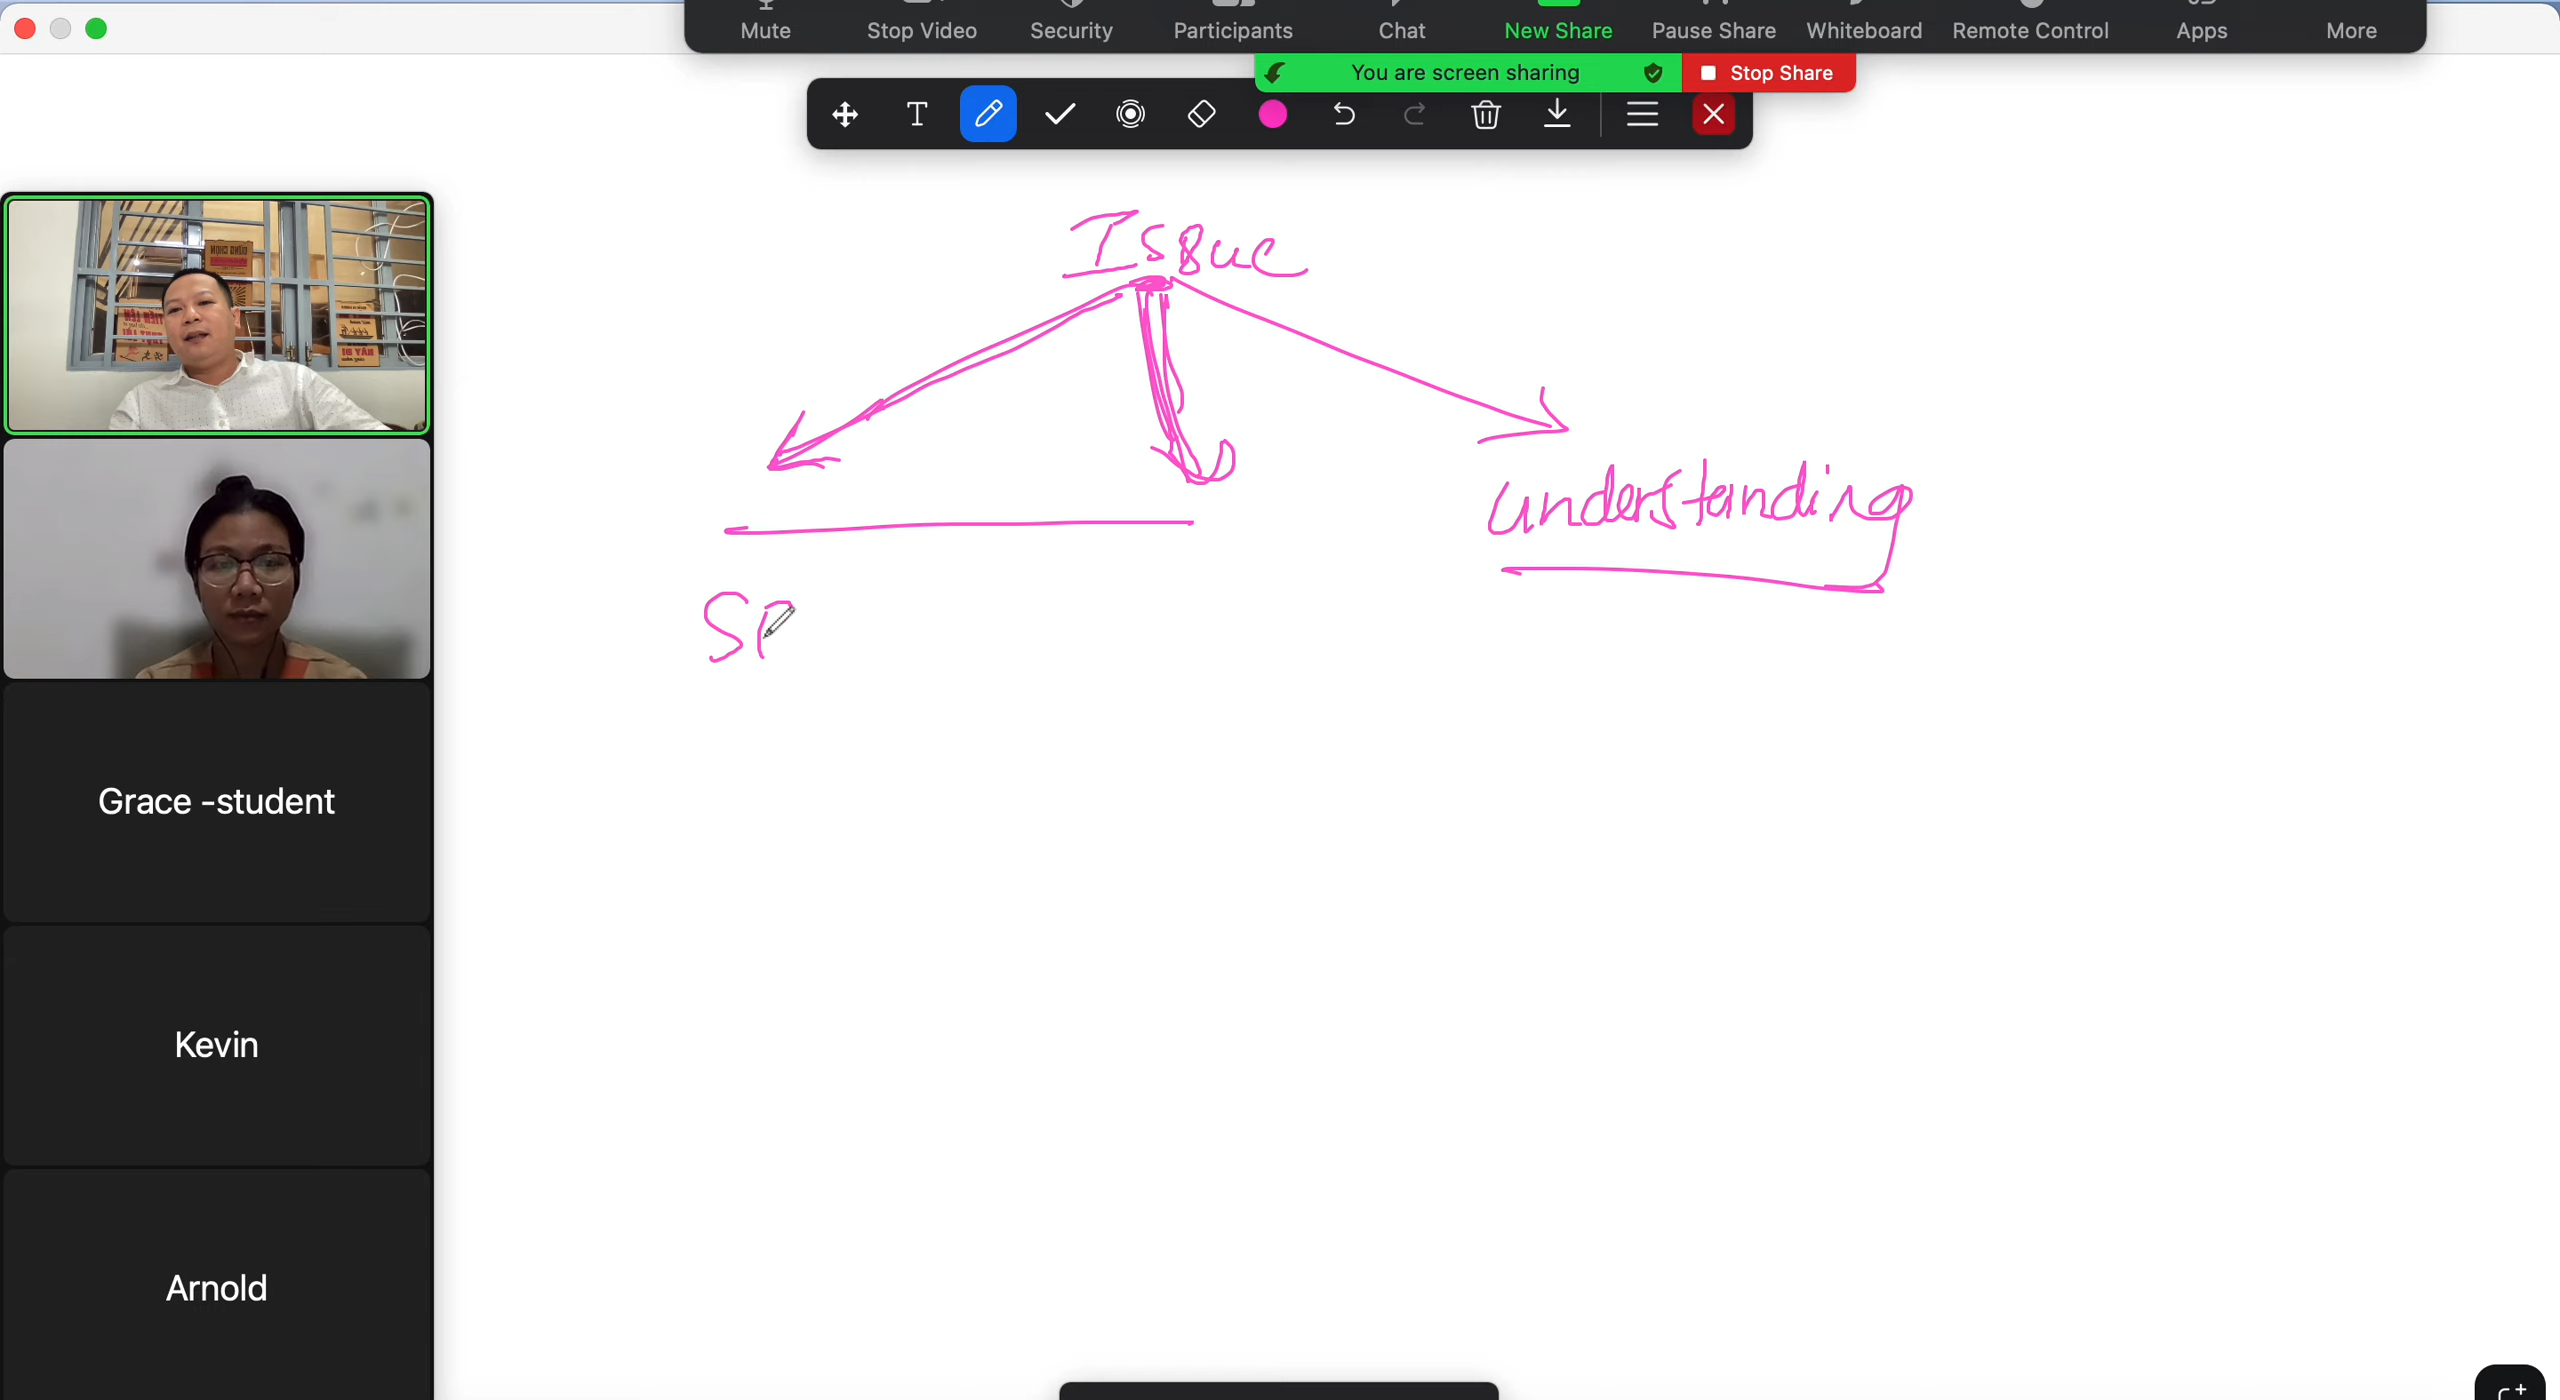 Mute Stop Video Security Participants Chat New Share Pause Share Whiteboard Remote Control Apps More
You are screen sharing Stop Share
T
Issue
understanding
SP
Grace -student
Kevin
Arnold